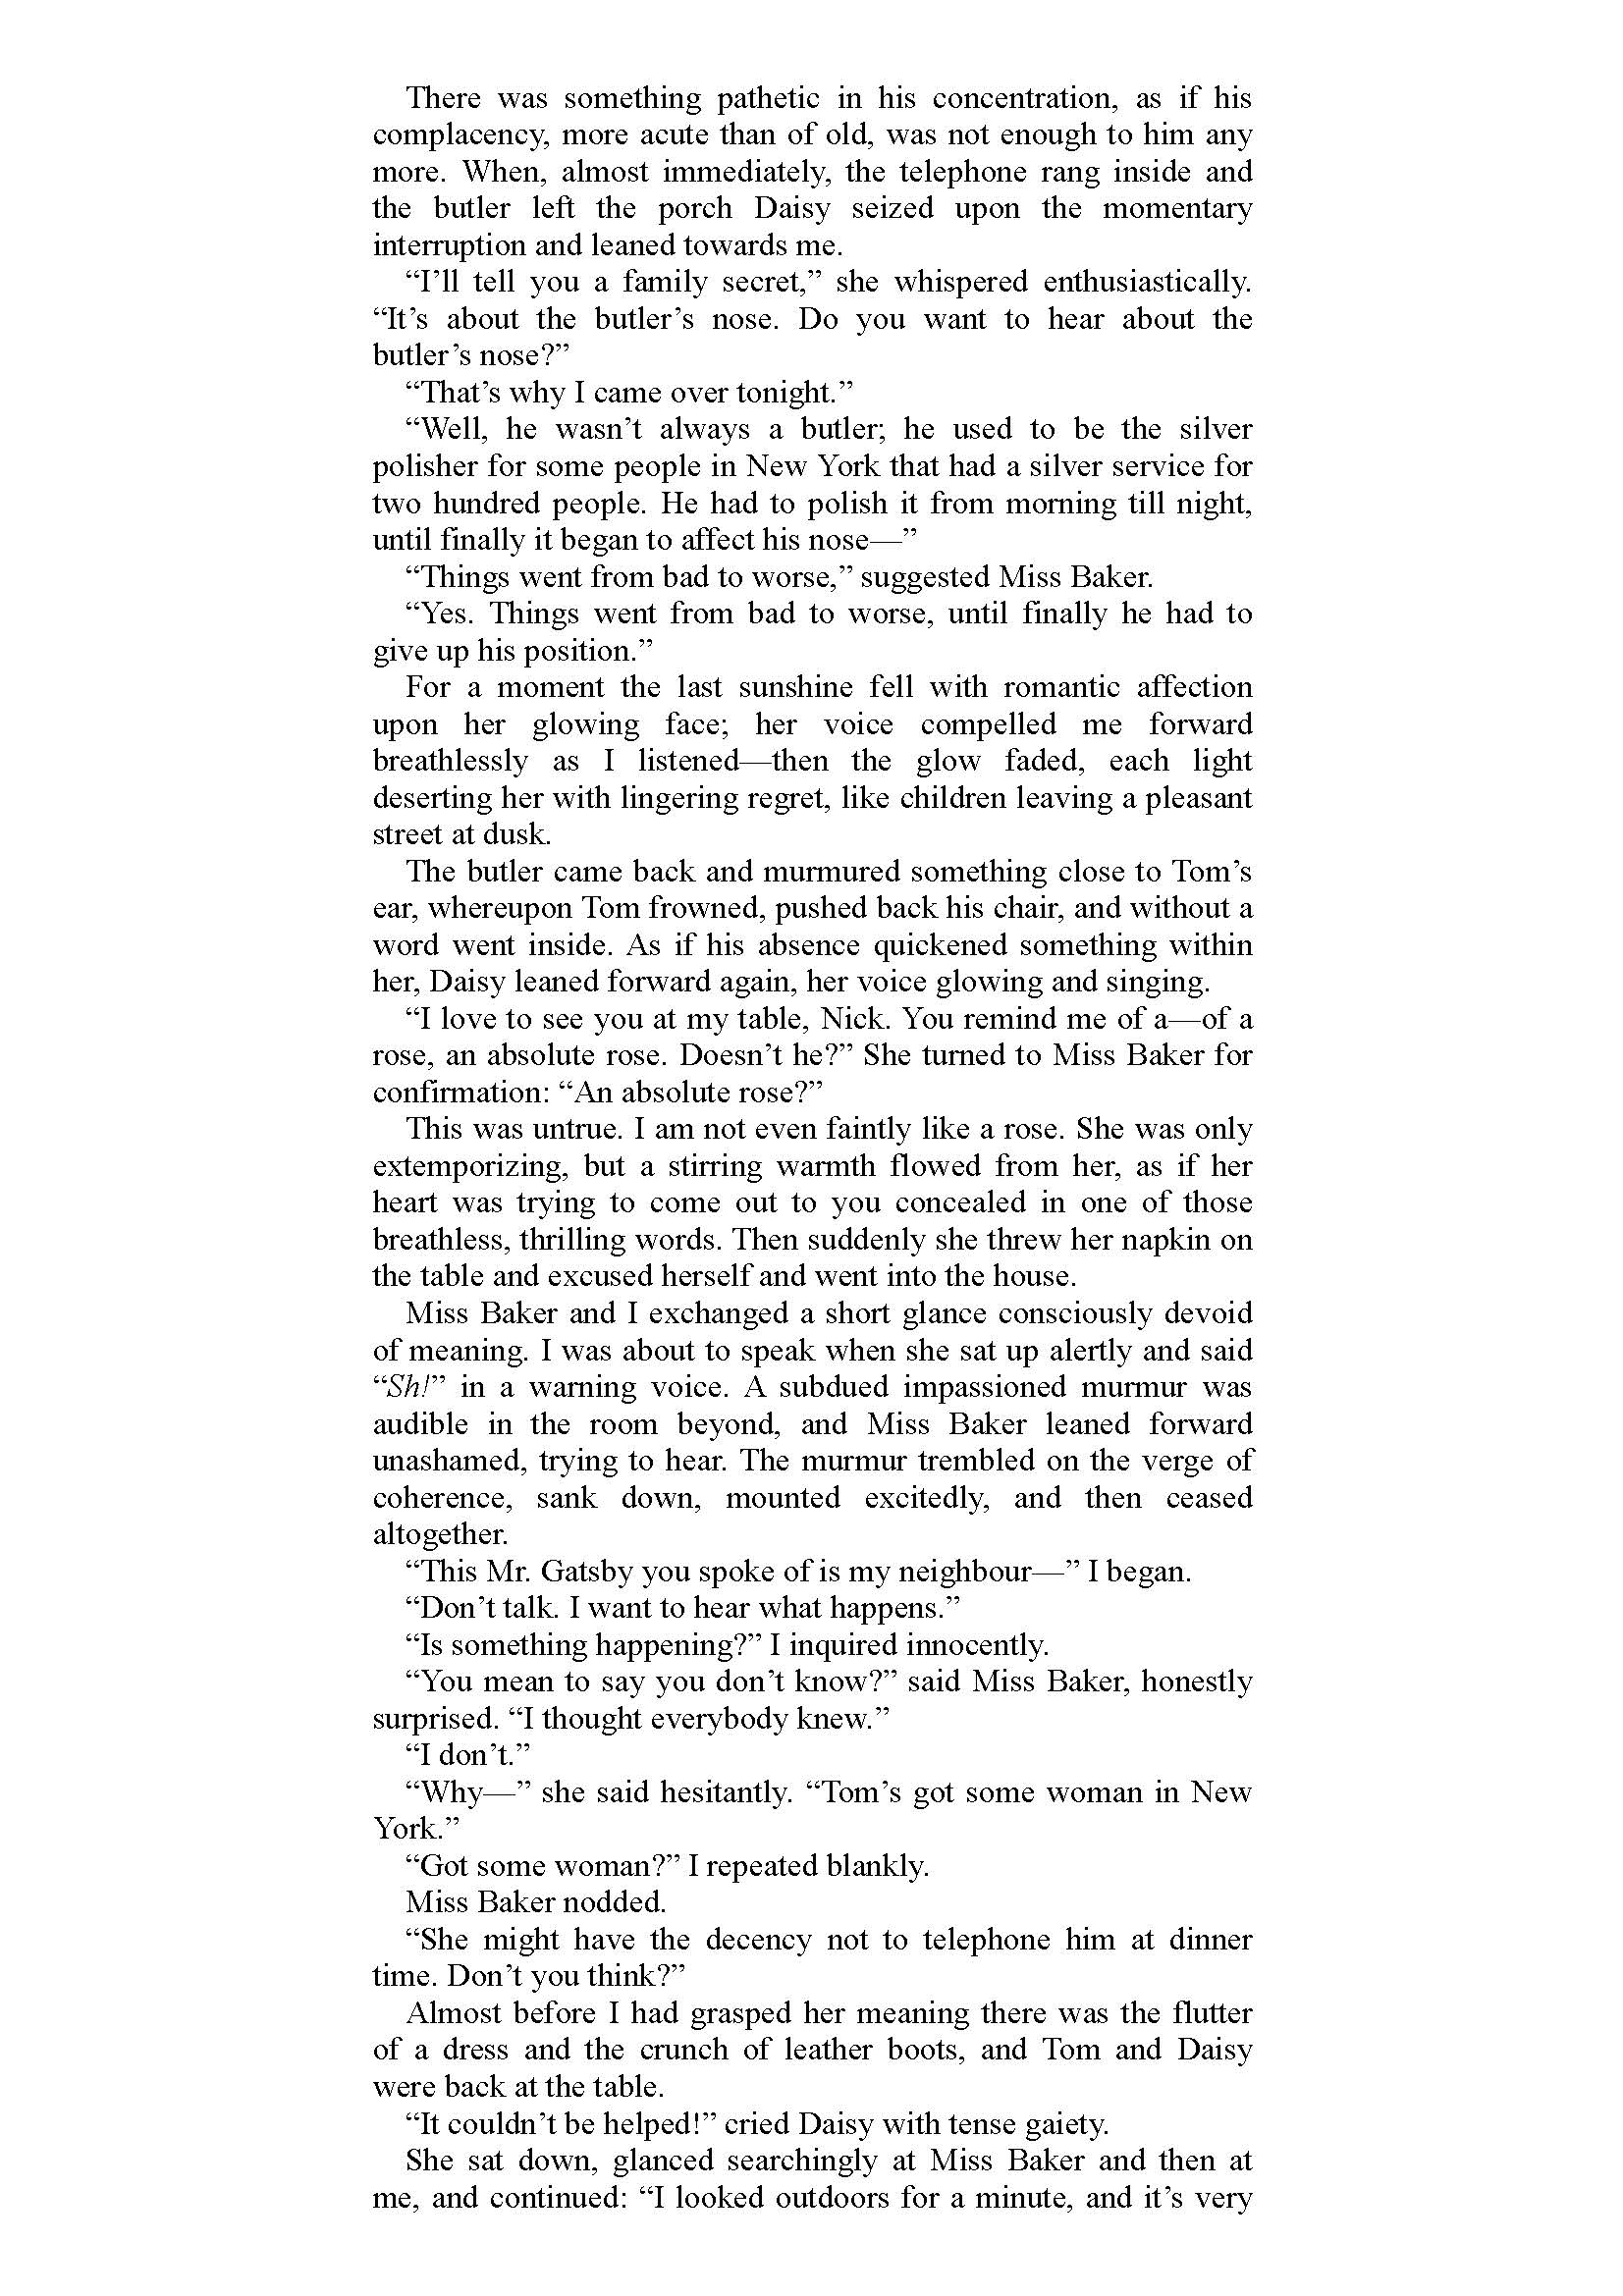 There was something pathetic in his concentration, as if his
complacency, more acute than of old, was not enough to him any
more. When, almost immediately, the telephone rang inside and
the butler left the porch Daisy seized upon the momentary
interruption and leaned towards me.
“I’ll tell you a family secret,” she whispered enthusiastically.
“It’s about the butler’s nose. Do you want to hear about the
butler’s nose?”
“That’s why I came over tonight.”
“Well, he wasn’t always a butler; he used to be the silver
polisher for some people in New York that had a silver service for
two hundred people. He had to polish it from morning till night,
until finally it began to affect his nose—”
“Things went from bad to worse,” suggested Miss Baker.
“Yes. Things went from bad to worse, until finally he had to
give up his position.”
For a moment the last sunshine fell with romantic affection
upon her glowing face; her voice compelled me forward
breathlessly as I listened—then the glow faded, each light
deserting her with lingering regret, like children leaving a pleasant
street at dusk.
The butler came back and murmured something close to Tom’s
ear, whereupon Tom frowned, pushed back his chair, and without a
word went inside. As if his absence quickened something within
her, Daisy leaned forward again, her voice glowing and singing.
“I love to see you at my table, Nick. You remind me of a—of a
rose, an absolute rose. Doesn’t he?” She turned to Miss Baker for
confirmation: “An absolute rose?”
This was untrue. I am not even faintly like a rose. She was only
extemporizing, but a stirring warmth flowed from her, as if her
heart was trying to come out to you concealed in one of those
breathless, thrilling words. Then suddenly she threw her napkin on
the table and excused herself and went into the house.
Miss Baker and I exchanged a short glance consciously devoid
of meaning. I was about to speak when she sat up alertly and said
“Sh!” in a warning voice. A subdued impassioned murmur was
audible in the room beyond, and Miss Baker leaned forward
unashamed, trying to hear. The murmur trembled on the verge of
coherence, sank down, mounted excitedly, and then ceased
altogether.
“This Mr. Gatsby you spoke of is my neighbour—” I began.
“Don’t talk. I want to hear what happens.”
“Is something happening?” I inquired innocently.
“You mean to say you don’t know?” said Miss Baker, honestly
surprised. “I thought everybody knew.”
“I don’t.”
“Why—” she said hesitantly. “Tom’s got some woman in New
York.”
“Got some woman?” I repeated blankly.
Miss Baker nodded.
“She might have the decency not to telephone him at dinner
time. Don’t you think?”
Almost before I had grasped her meaning there was the flutter
of a dress and the crunch of leather boots, and Tom and Daisy
were back at the table.
“It couldn’t be helped!” cried Daisy with tense gaiety.
She sat down, glanced searchingly at Miss Baker and then at
me, and continued: “I looked outdoors for a minute, and it’s very